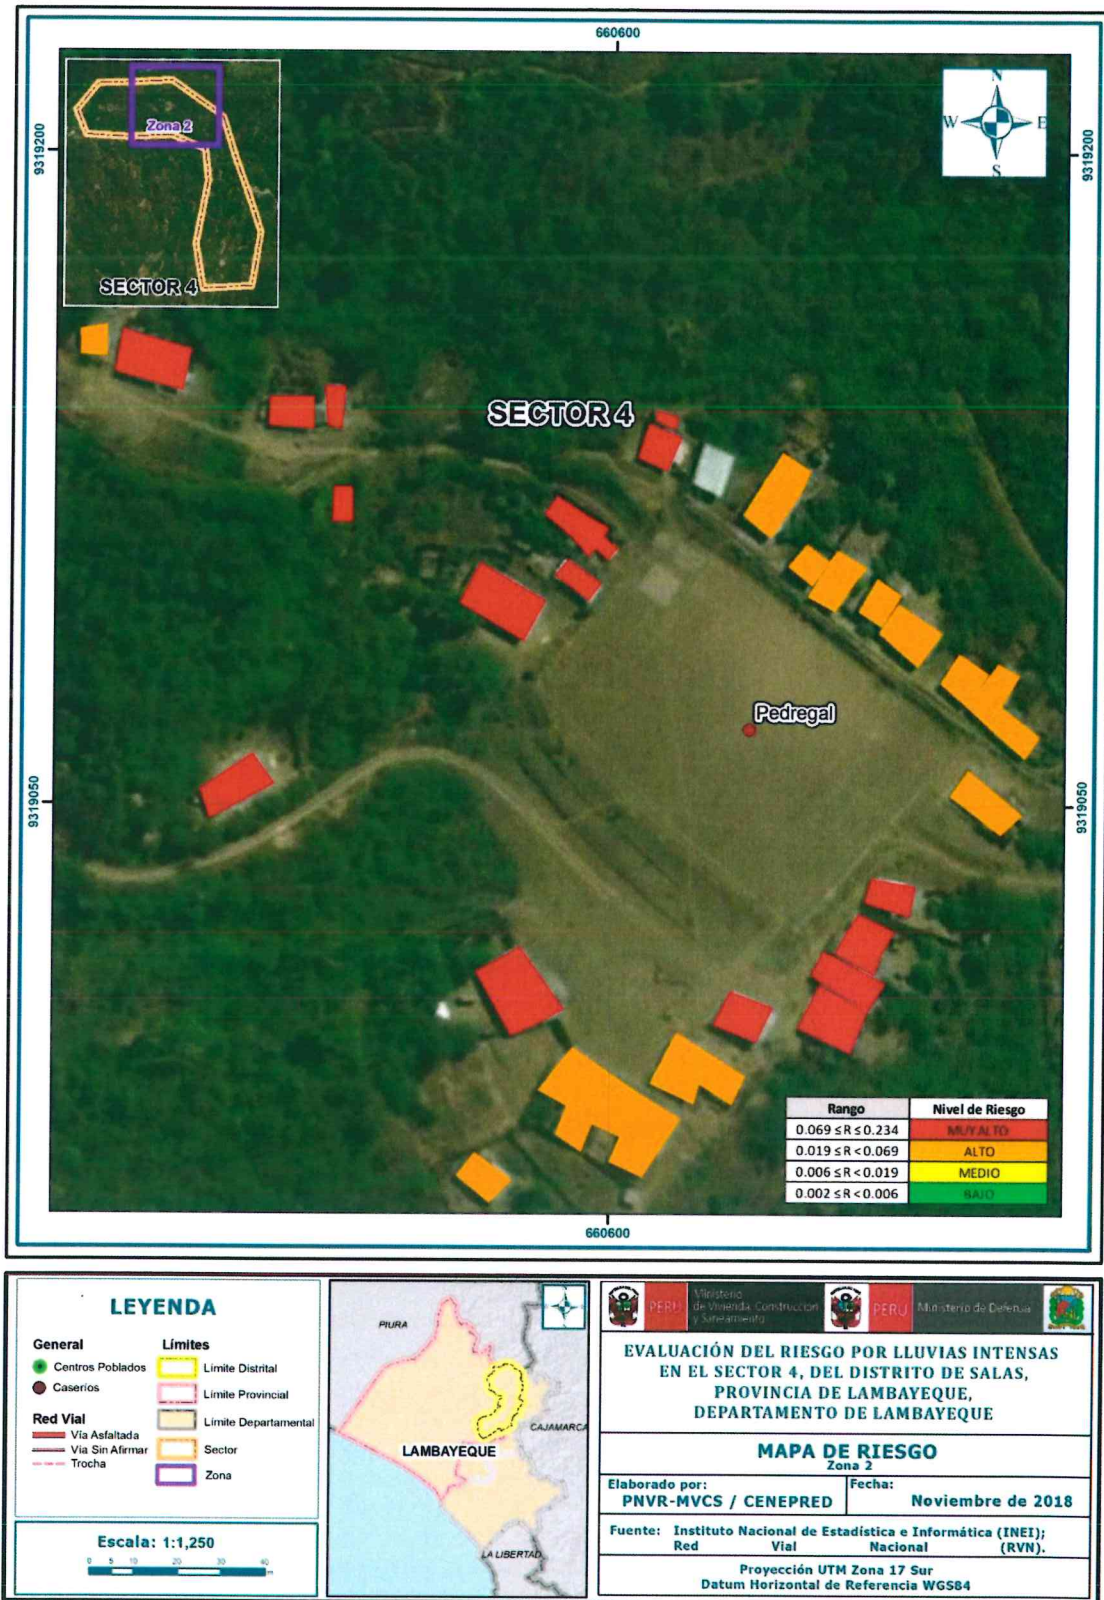 660600
9319200
9319200
N
W
E
S
Zona 2
SECTOR 4
SECTOR 4
Pedregal
9319050
9319050
Rango Nivel de Riesgo
0.069 ≤ R ≤ 0.234 MUY ALTO
0.019 ≤ R < 0.069 ALTO
0.006 ≤ R < 0.019 MEDIO
0.002 ≤ R < 0.006 BAJO
660600
LEYENDA
General
Centros Poblados
Caseríos
Red Vial
Vía Asfaltada
Vía Sin Afirmar
Trocha
Límites
Límite Distrital
Límite Provincial
Límite Departamental
Sector
Zona
Escala: 1:1,250
0 5 10 20 30 40
m
PIURA
CAJAMARCA
LAMBAYEQUE
LA LIBERTAD
PERÚ
Ministerio
de Vivienda, Construcción
y Saneamiento
PERÚ
Ministerio de Defensa
EVALUACIÓN DEL RIESGO POR LLUVIAS INTENSAS
EN EL SECTOR 4, DEL DISTRITO DE SALAS,
PROVINCIA DE LAMBAYEQUE,
DEPARTAMENTO DE LAMBAYEQUE
MAPA DE RIESGO
Zona 2
Elaborado por:
PNVR-MVCS / CENEPRED
Fecha:
Noviembre de 2018
Fuente: Instituto Nacional de Estadística e Informática (INEI);
Red Vial Nacional (RVN).
Proyección UTM Zona 17 Sur
Datum Horizontal de Referencia WGS84